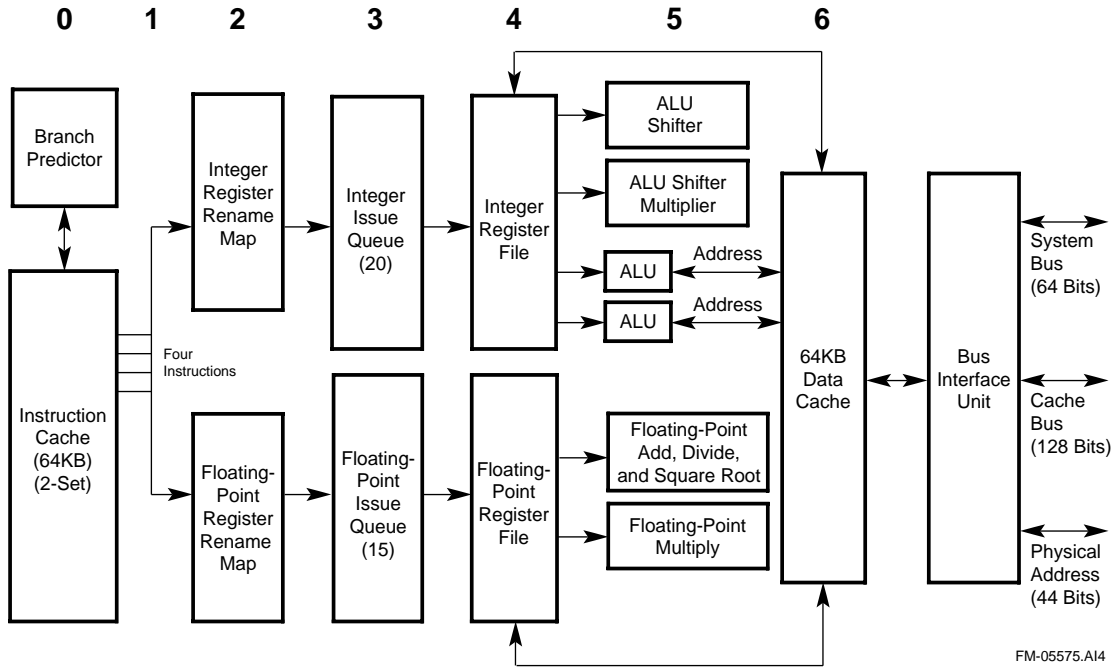 0 1 2 3 4 5 6
Branch
Predictor
Instruction
Cache
(64KB)
(2-Set)
Four
Instructions
Integer
Register
Rename
Map
Floating-
Point
Register
Rename
Map
Integer
Issue
Queue
(20)
Floating-
Point
Issue
Queue
(15)
Integer
Register
File
Floating-
Point
Register
File
ALU
Shifter
ALU Shifter
Multiplier
ALU
Address
ALU
Address
Floating-Point
Add, Divide,
and Square Root
Floating-Point
Multiply
64KB
Data
Cache
Bus
Interface
Unit
System
Bus
(64 Bits)
Cache
Bus
(128 Bits)
Physical
Address
(44 Bits)
FM-05575.AI4